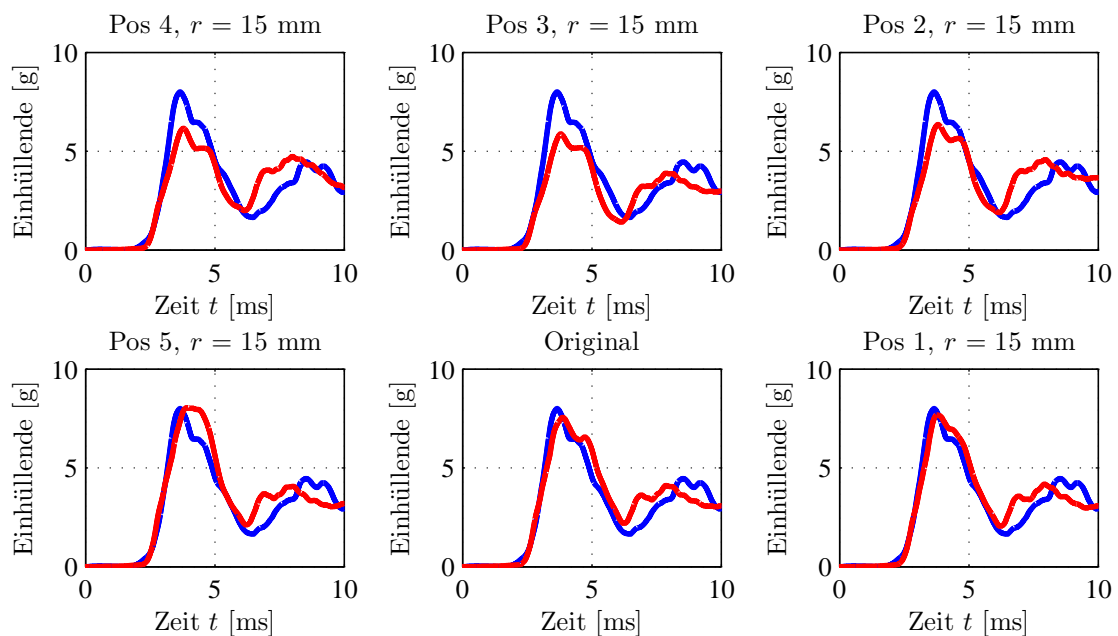 Pos 4, r = 15 mm
Einhüllende [g]
10
5
0
0 5 10
Zeit t [ms]
Pos 3, r = 15 mm
Einhüllende [g]
10
5
0
0 5 10
Zeit t [ms]
Pos 2, r = 15 mm
Einhüllende [g]
10
5
0
0 5 10
Zeit t [ms]
Pos 5, r = 15 mm
Einhüllende [g]
10
5
0
0 5 10
Zeit t [ms]
Original
Einhüllende [g]
10
5
0
0 5 10
Zeit [ms]
Pos 1, r = 15 mm
Einhüllende [g]
10
5
0
0 5 10
Zeit t [ms]